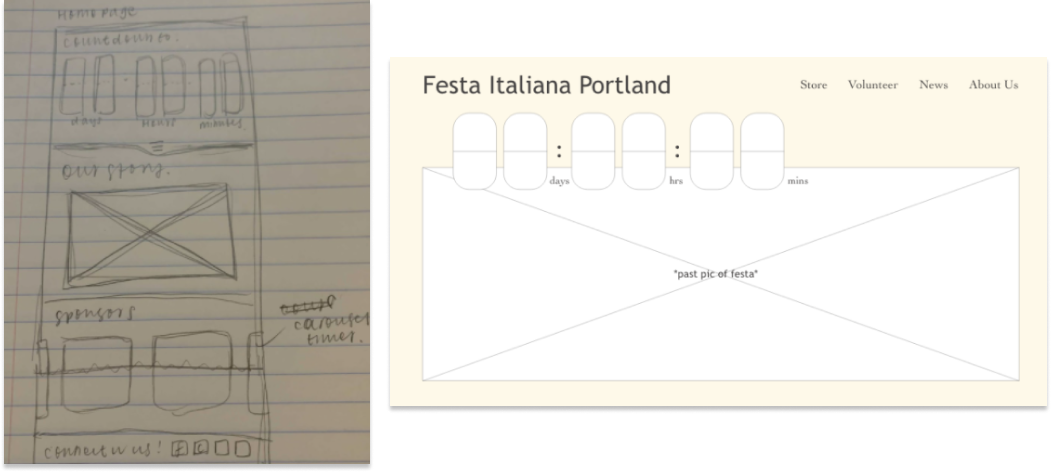 Home page
Countdown to.
days hours minutes.
Our story.
sponsors
carousel
timer.
connect w us!
Festa Italiana Portland
Store Volunteer News About Us
: :
days hrs mins
*past pic of festa*